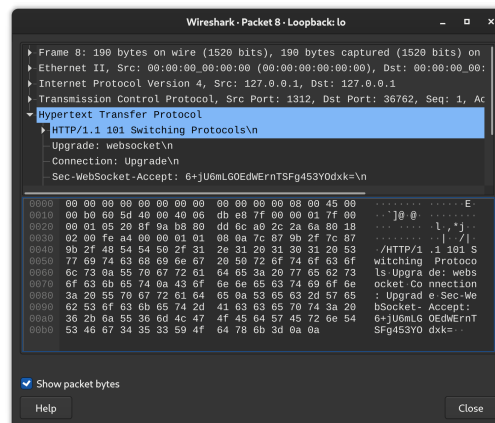 Wireshark · Packet 8 · Loopback: lo
Frame 8: 190 bytes on wire (1520 bits), 190 bytes captured (1520 bits) on
Ethernet II, Src: 00:00:00_00:00:00 (00:00:00:00:00:00), Dst: 00:00:00_00:
Internet Protocol Version 4, Src: 127.0.0.1, Dst: 127.0.0.1
Transmission Control Protocol, Src Port: 1312, Dst Port: 36762, Seq: 1, Ac
Hypertext Transfer Protocol
HTTP/1.1 101 Switching Protocols\n
Upgrade: websocket\n
Connection: Upgrade\n
Sec-WebSocket-Accept: 6+jU6mLGOEdWErnTSFg453YOdxk=\n
0000 00 00 00 00 00 00 00 00 00 00 00 00 08 00 45 00 ········ ······E·
0010 00 b0 60 5d 40 00 40 06 db e8 7f 00 00 01 7f 00 ··`]@·@· ········
0020 00 01 05 20 8f 9a b8 80 dd 6c a0 2c 2a 6a 80 18 ··· ···· ·l·,*j··
0030 02 00 fe a4 00 00 01 01 08 0a 7c 87 9b 2f 7c 87 ········ ··|··/|·
0040 9b 2f 48 54 54 50 2f 31 2e 31 20 31 30 31 20 53 ·/HTTP/1 .1 101 S
0050 77 69 74 63 68 69 6e 67 20 50 72 6f 74 6f 63 6f witching Protoco
0060 6c 73 0a 55 70 67 72 61 64 65 3a 20 77 65 62 73 ls·Upgra de: webs
0070 6f 63 6b 65 74 0a 43 6f 6e 6e 65 63 74 69 6f 6e ocket·Co nnection
0080 3a 20 55 70 67 72 61 64 65 0a 53 65 63 2d 57 65 : Upgrad e·Sec-We
0090 62 53 6f 63 6b 65 74 2d 41 63 63 65 70 74 3a 20 bSocket- Accept:
00a0 36 2b 6a 55 36 6d 4c 47 4f 45 64 57 45 72 6e 54 6+jU6mLG OEdWErnT
00b0 53 46 67 34 35 33 59 4f 64 78 6b 3d 0a 0a SFg453YO dxk=··
Show packet bytes
Help
Close